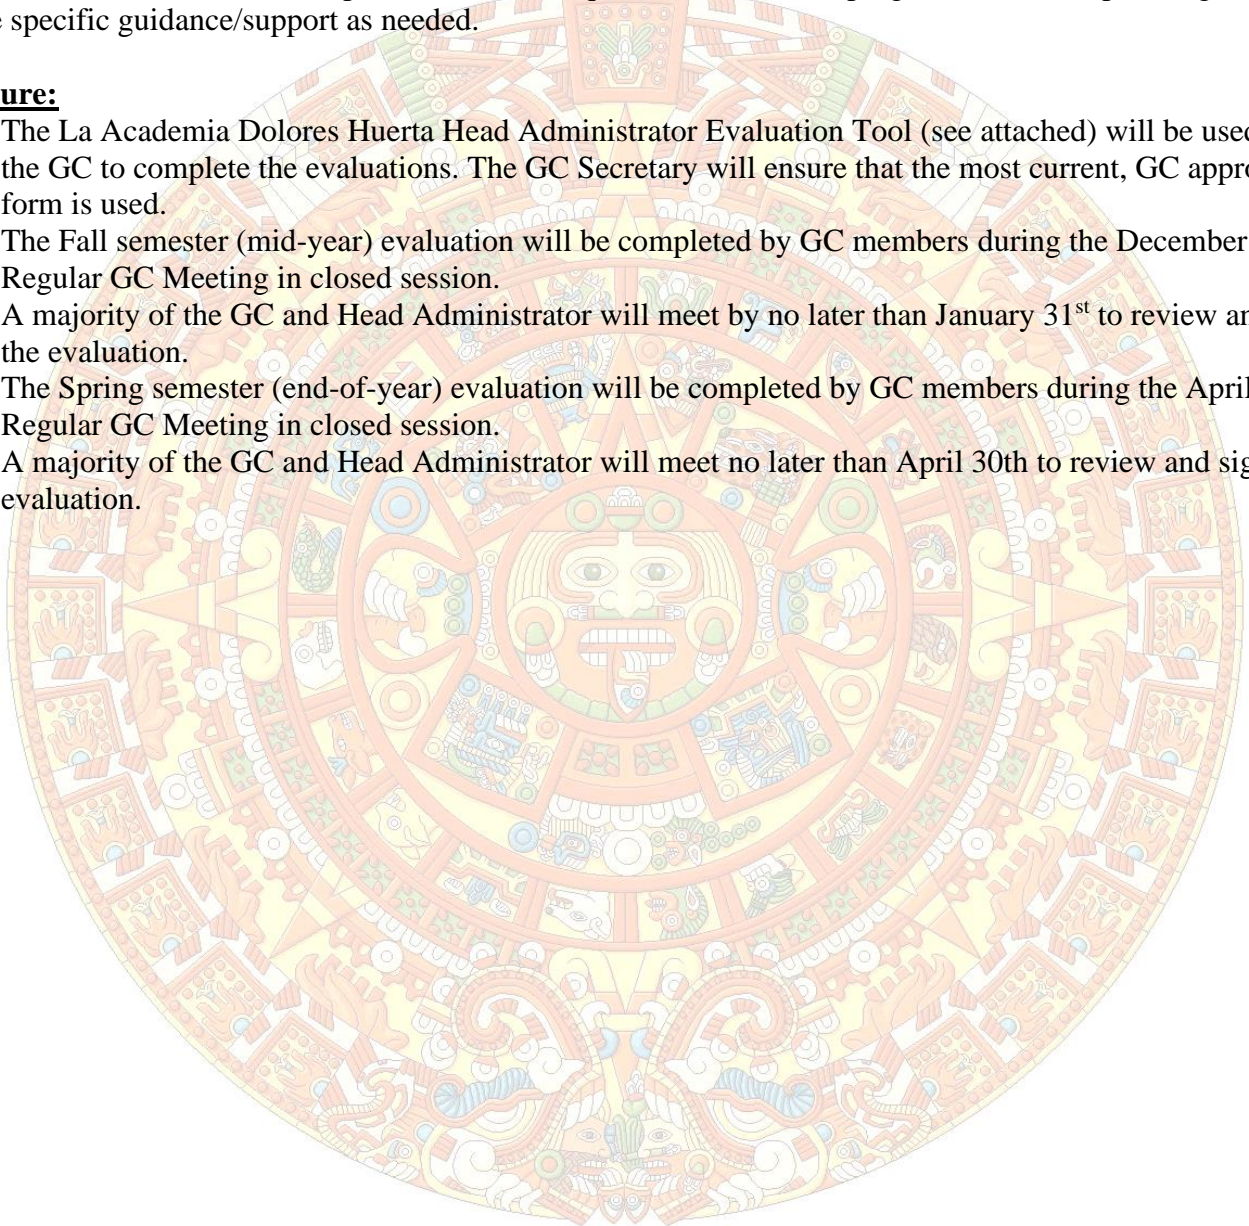 specific guidance/support as needed.
ure:
The La Academia Dolores Huerta Head Administrator Evaluation Tool (see attached) will be used
the GC to complete the evaluations. The GC Secretary will ensure that the most current, GC appro
form is used.
The Fall semester (mid-year) evaluation will be completed by GC members during the December
Regular GC Meeting in closed session.
A majority of the GC and Head Administrator will meet by no later than January 31st to review an
the evaluation.
The Spring semester (end-of-year) evaluation will be completed by GC members during the April
Regular GC Meeting in closed session.
A majority of the GC and Head Administrator will meet no later than April 30th to review and sig
evaluation.